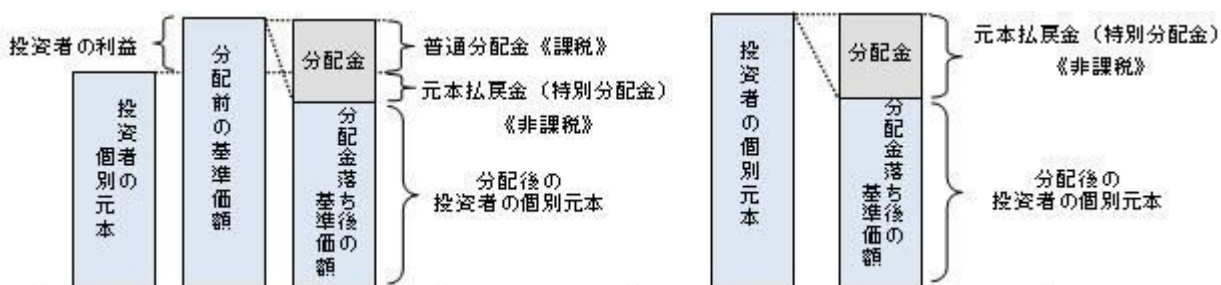 投資者の利益
投資者の
個別元本
分配前の基準価額
分配金
分配金落ち後の
基準価額
普通分配金《課税》
元本払戻金（特別分配金）
《非課税》
分配後の
投資者の個別元本
投資者の個別元本
分配金
分配金落ち後の
基準価額
元本払戻金（特別分配金）
《非課税》
分配後の
投資者の個別元本